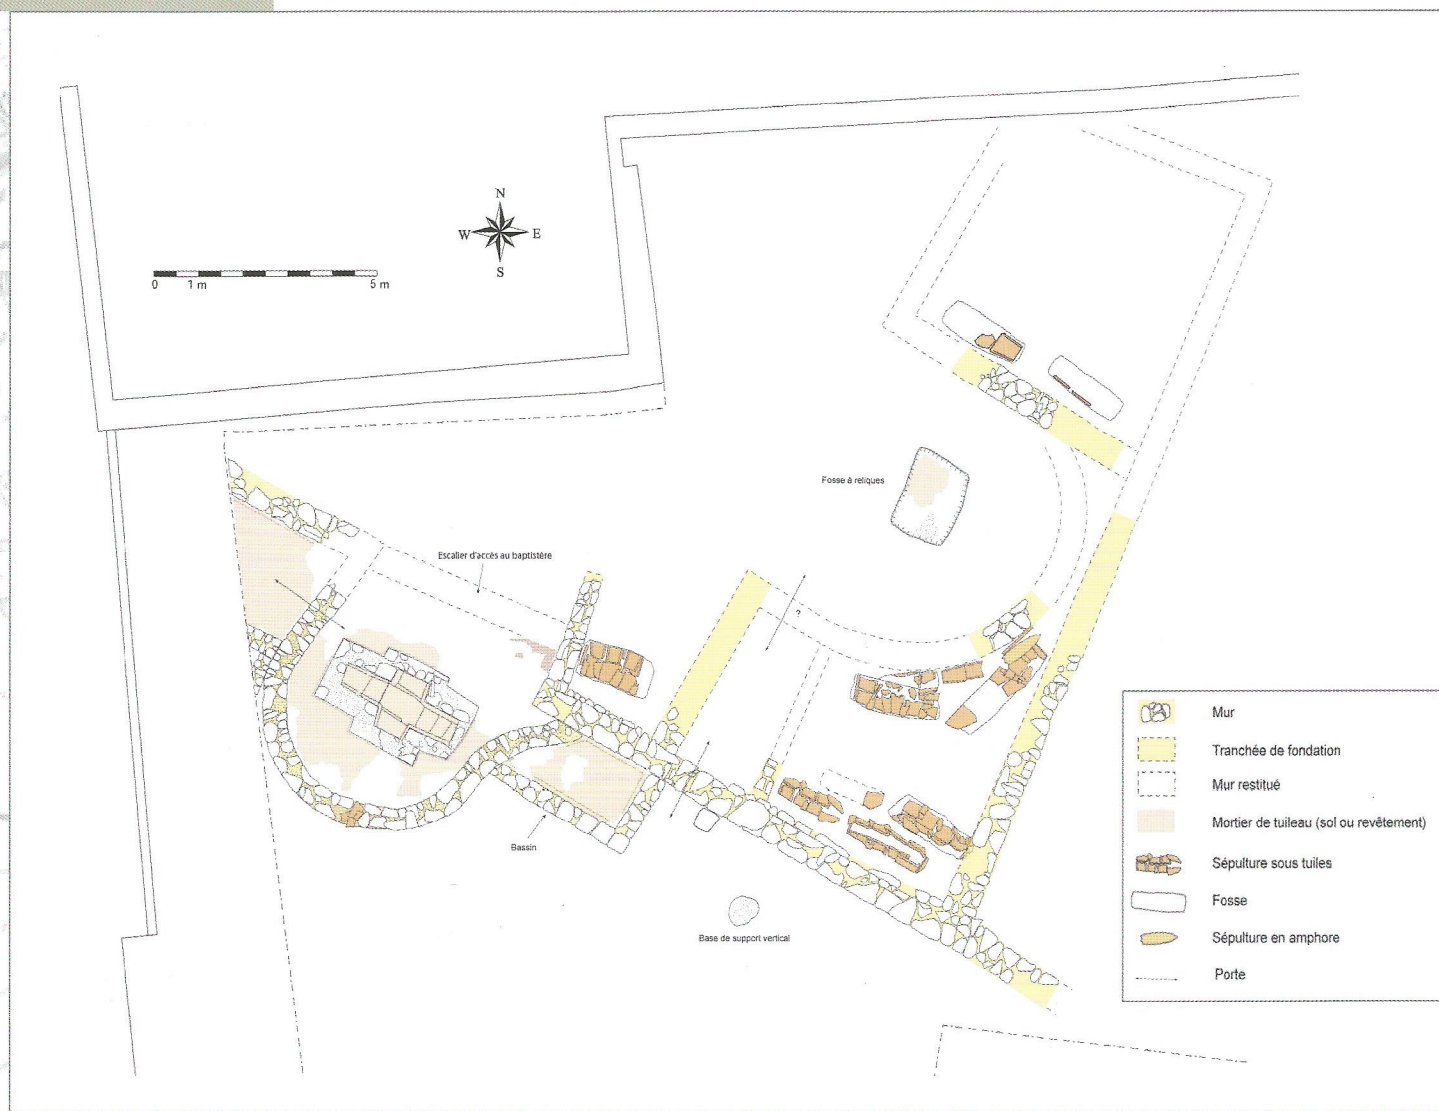 N
W E
S
0 1 m 5 m
Fosse à reliques
Escalier d'accès au baptistère
?
Bassin
Base de support vertical
Mur
Tranchée de fondation
Mur restitué
Mortier de tuileau (sol ou revêtement)
Sépulture sous tuiles
Fosse
Sépulture en amphore
Porte